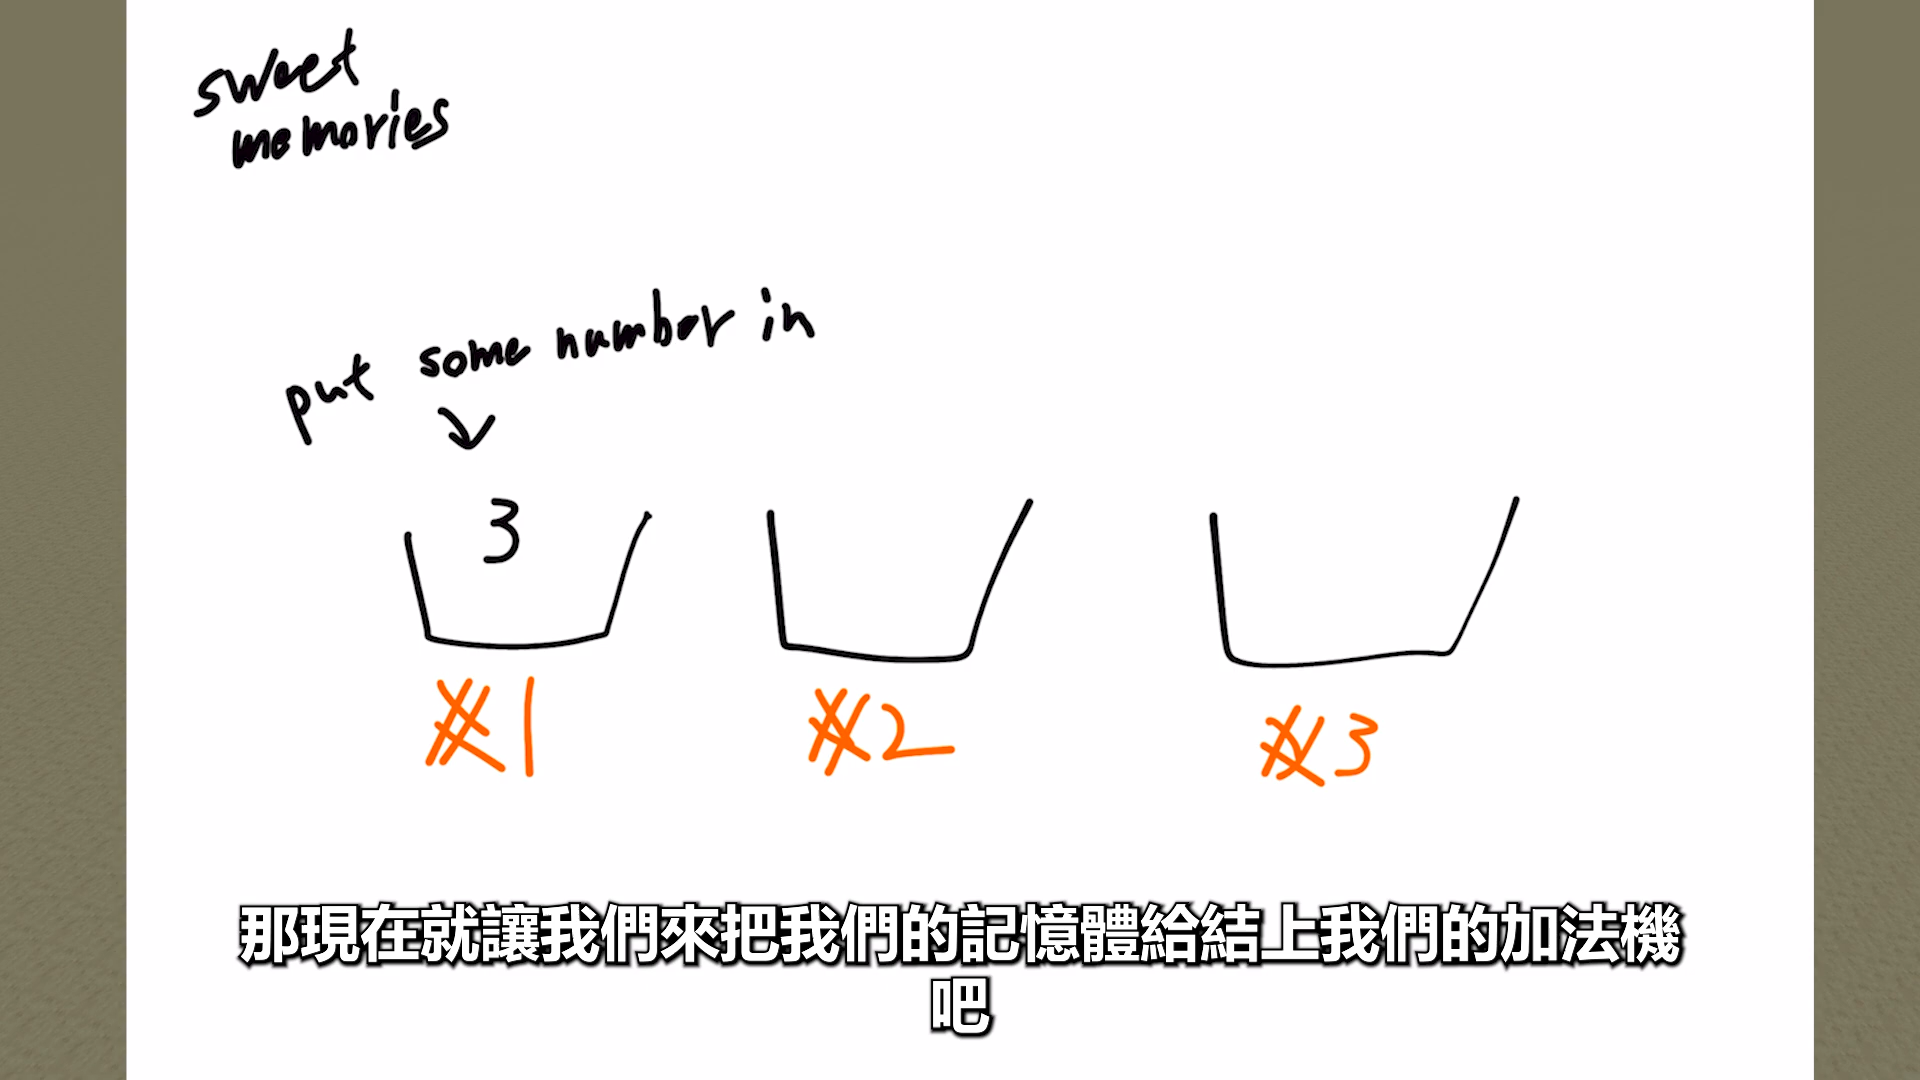 sweet
memories
put some number in
3
#1
#2
#3
那現在就讓我們來把我們的記憶體給結上我們的加法機
吧